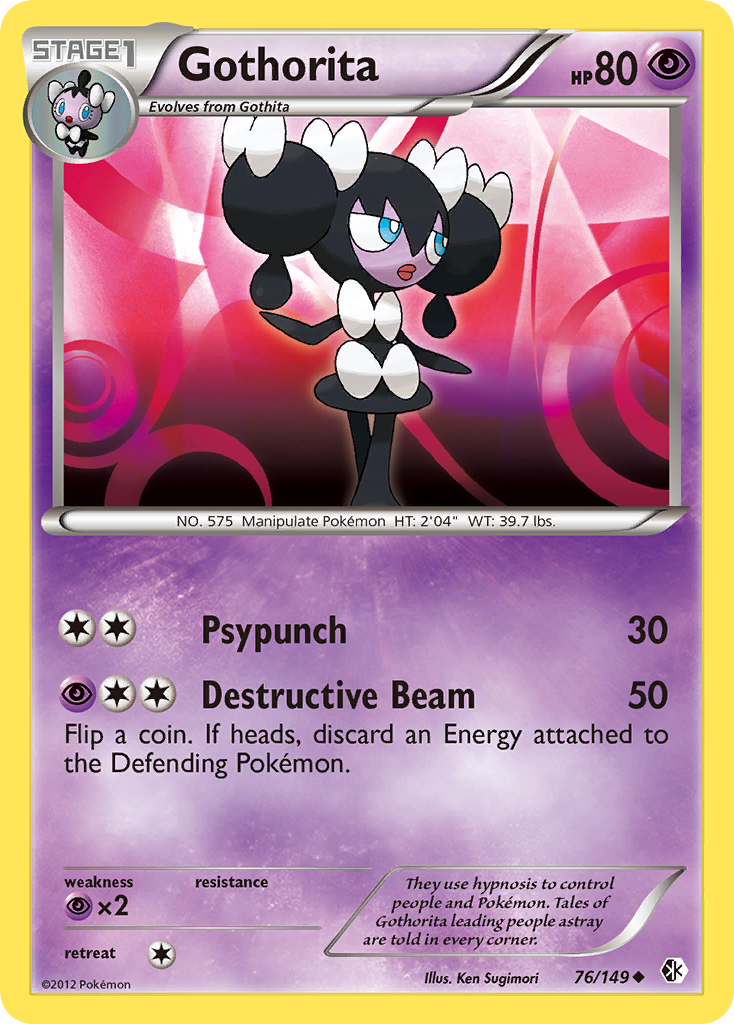 STAGE1
Gothorita
HP80
Evolves from Gothita
NO. 575 Manipulate Pokémon HT: 2'04" WT: 39.7 lbs.
Psypunch 30
Destructive Beam 50
Flip a coin. If heads, discard an Energy attached to
the Defending Pokémon.
weakness resistance
×2
retreat
They use hypnosis to control
people and Pokémon. Tales of
Gothorita leading people astray
are told in every corner.
©2012 Pokémon
Illus. Ken Sugimori
76/149